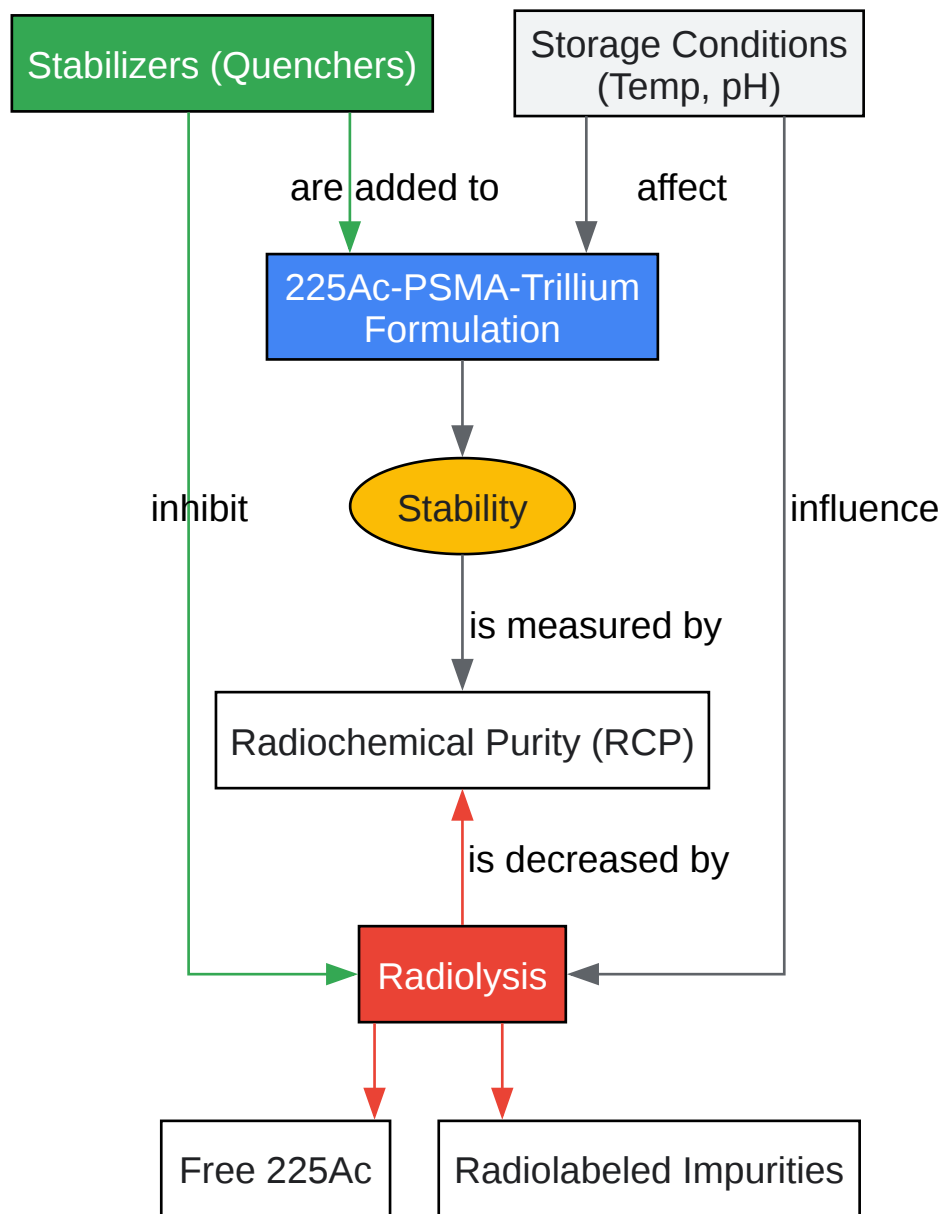 Stabilizers (Quenchers)
Storage Conditions
(Temp, pH)
are added to
affect
225Ac-PSMA-Trillium
Formulation
inhibit
Stability
influence
is measured by
Radiochemical Purity (RCP)
is decreased by
Radiolysis
Free 225Ac
Radiolabeled Impurities